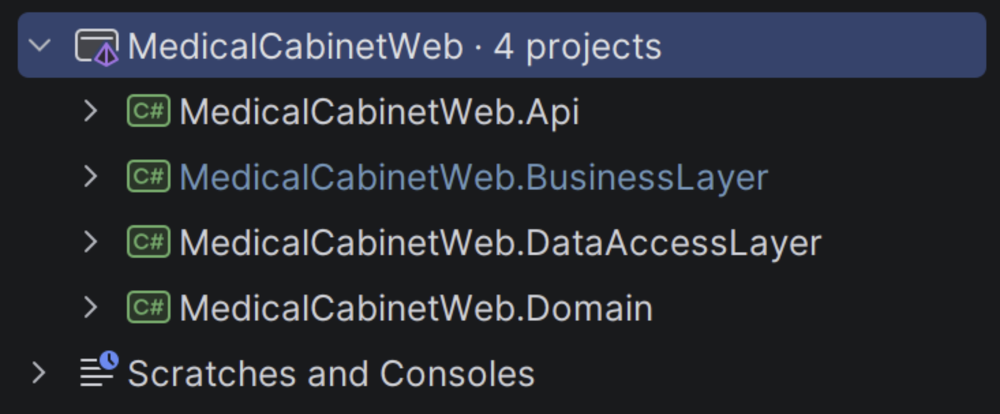 MedicalCabinetWeb · 4 projects
C# MedicalCabinetWeb.Api
C# MedicalCabinetWeb.BusinessLayer
C# MedicalCabinetWeb.DataAccessLayer
C# MedicalCabinetWeb.Domain
Scratches and Consoles